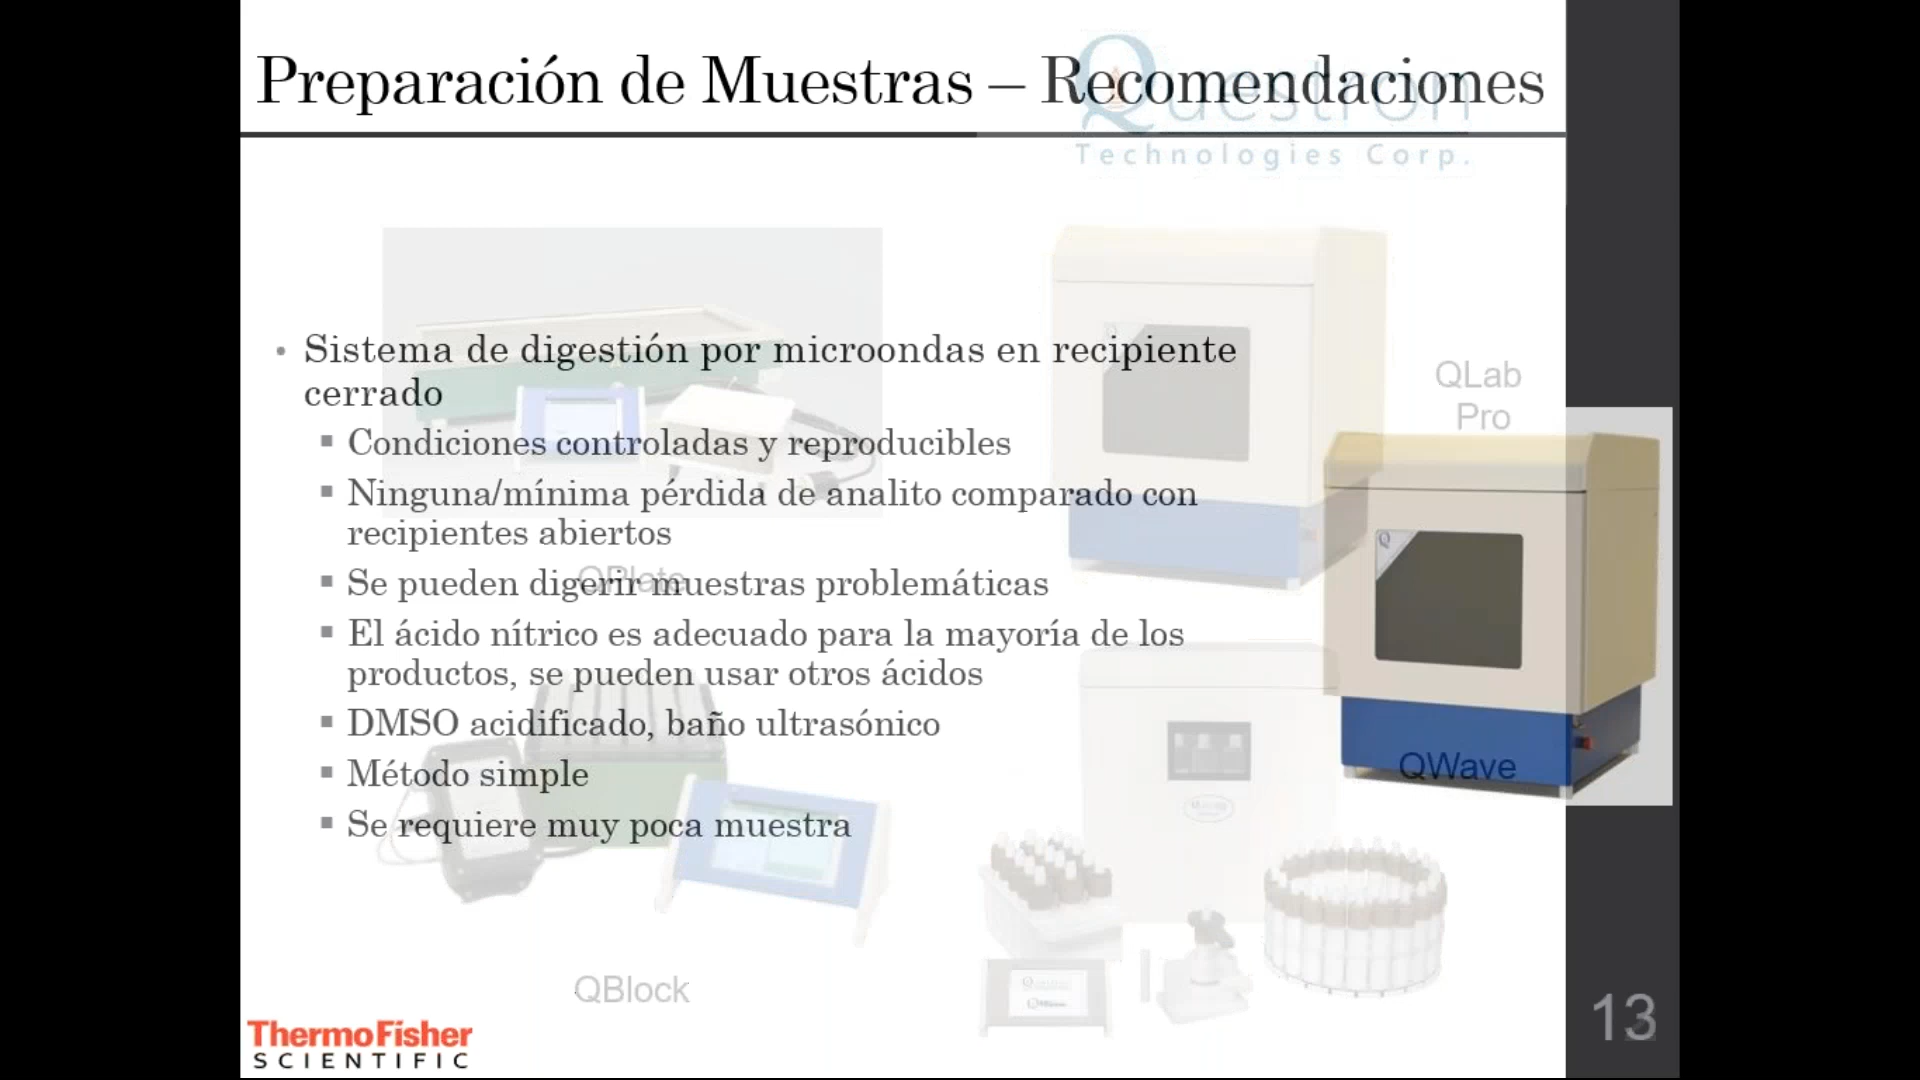 Preparación de Muestras – Recomendaciones
Questron
Technologies Corp.
• Sistema de digestión por microondas en recipiente
cerrado
▪ Condiciones controladas y reproducibles
▪ Ninguna/mínima pérdida de analito comparado con
recipientes abiertos
▪ Se pueden digerir muestras problemáticas
▪ El ácido nítrico es adecuado para la mayoría de los
productos, se pueden usar otros ácidos
▪ DMSO acidificado, baño ultrasónico
▪ Método simple
▪ Se requiere muy poca muestra
QLab
Pro
QPlate
QWave
QBlock
ThermoFisher
SCIENTIFIC
13